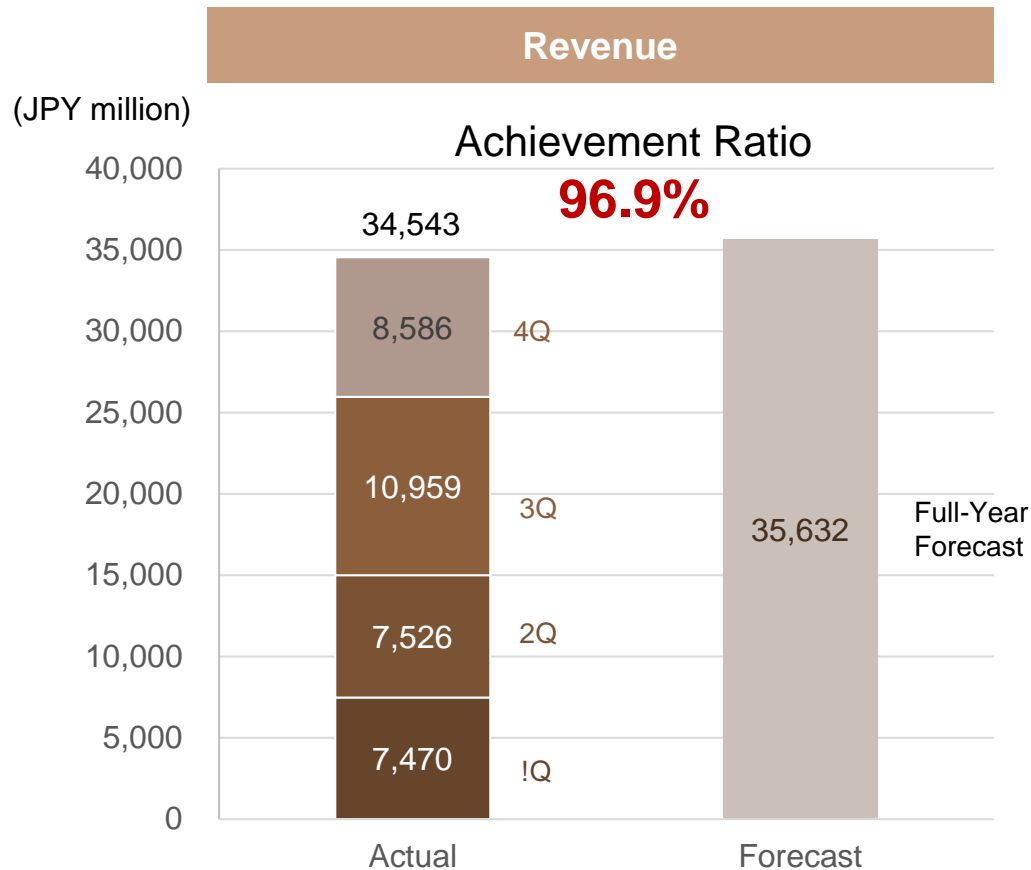 Revenue
(JPY million)
Achievement Ratio
96.9%
40,000
35,000
30,000
25,000
20,000
15,000
10,000
5,000
0
34,543
8,586
4Q
10,959
3Q
7,526
2Q
7,470
!Q
35,632
Full-Year
Forecast
Actual
Forecast